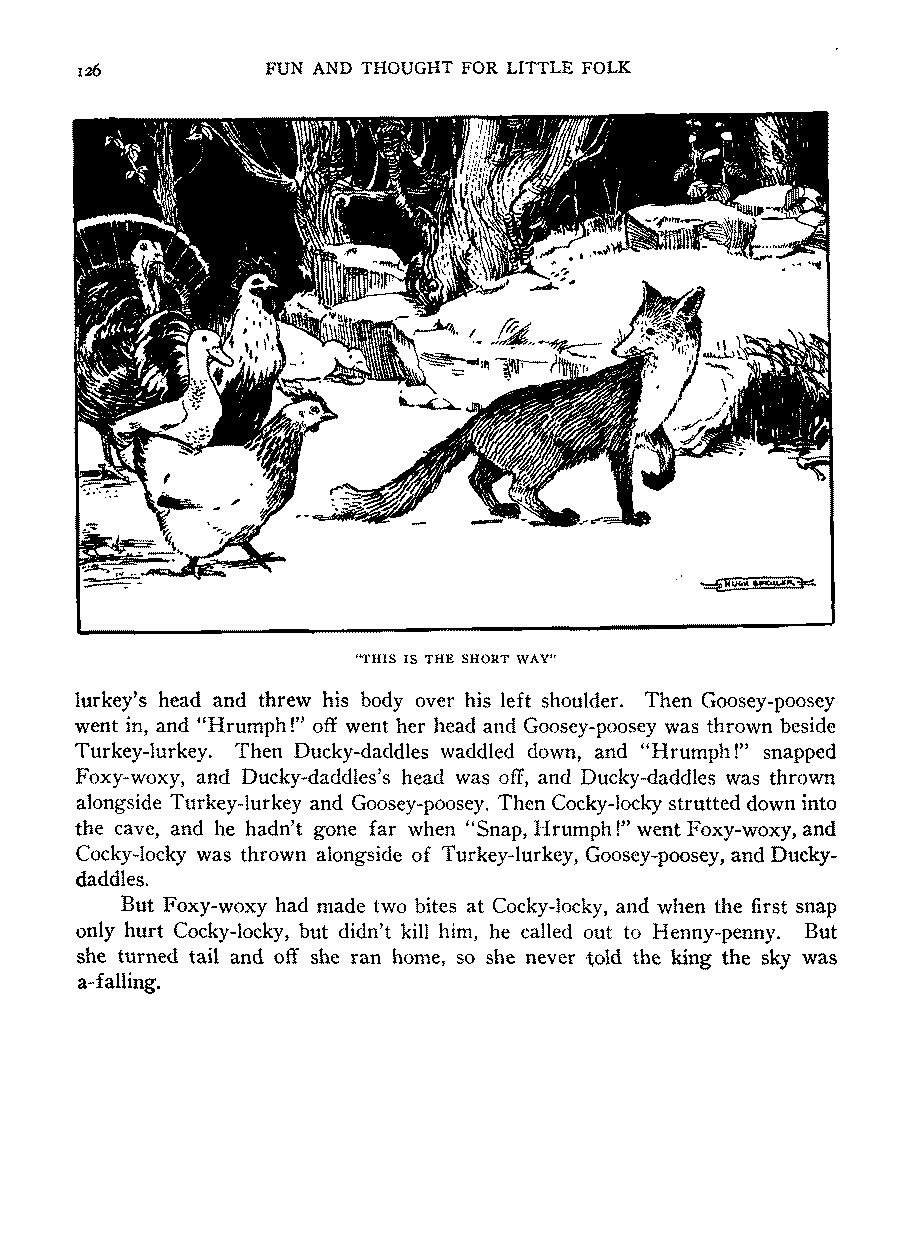 126
FUN AND THOUGHT FOR LITTLE FOLK
HUGH SPENCER
"THIS IS THE SHORT WAY"
lurkey's head and threw his body over his left shoulder. Then Goosey-poosey
went in, and "Hrumph!" off went her head and Goosey-poosey was thrown beside
Turkey-lurkey. Then Ducky-daddles waddled down, and "Hrumph!" snapped
Foxy-woxy, and Ducky-daddles's head was off, and Ducky-daddles was thrown
alongside Turkey-lurkey and Goosey-poosey. Then Cocky-locky strutted down into
the cave, and he hadn't gone far when "Snap, Hrumph!" went Foxy-woxy, and
Cocky-locky was thrown alongside of Turkey-lurkey, Goosey-poosey, and Ducky-
daddles.
But Foxy-woxy had made two bites at Cocky-locky, and when the first snap
only hurt Cocky-locky, but didn't kill him, he called out to Henny-penny. But
she turned tail and off she ran home, so she never told the king the sky was
a-falling.